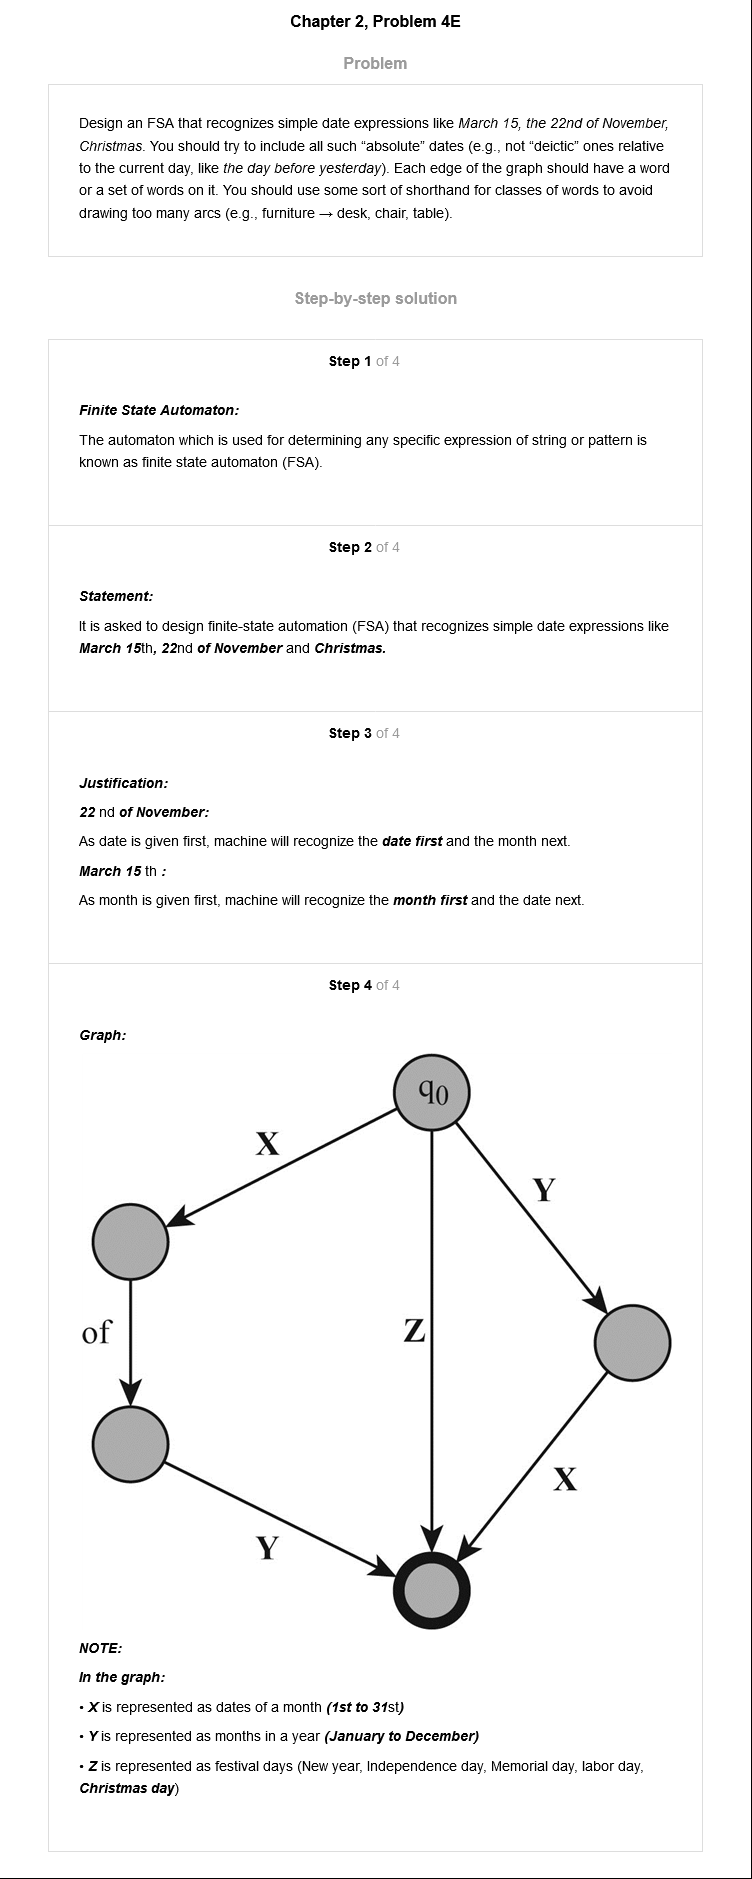 Chapter 2, Problem 4E
Problem
Design an FSA that recognizes simple date expressions like March 15, the 22nd of November,
Christmas. You should try to include all such “absolute” dates (e.g., not “deictic” ones relative
to the current day, like the day before yesterday). Each edge of the graph should have a word
or a set of words on it. You should use some sort of shorthand for classes of words to avoid
drawing too many arcs (e.g., furniture → desk, chair, table).
Step-by-step solution
Step 1 of 4
Finite State Automaton:
The automaton which is used for determining any specific expression of string or pattern is
known as finite state automaton (FSA).
Step 2 of 4
Statement:
It is asked to design finite-state automation (FSA) that recognizes simple date expressions like
March 15th, 22nd of November and Christmas.
Step 3 of 4
Justification:
22 nd of November:
As date is given first, machine will recognize the date first and the month next.
March 15 th :
As month is given first, machine will recognize the month first and the date next.
Step 4 of 4
Graph:
q0
X
Y
of
Z
X
Y
NOTE:
In the graph:
• X is represented as dates of a month (1st to 31st)
• Y is represented as months in a year (January to December)
• Z is represented as festival days (New year, Independence day, Memorial day, labor day,
Christmas day)